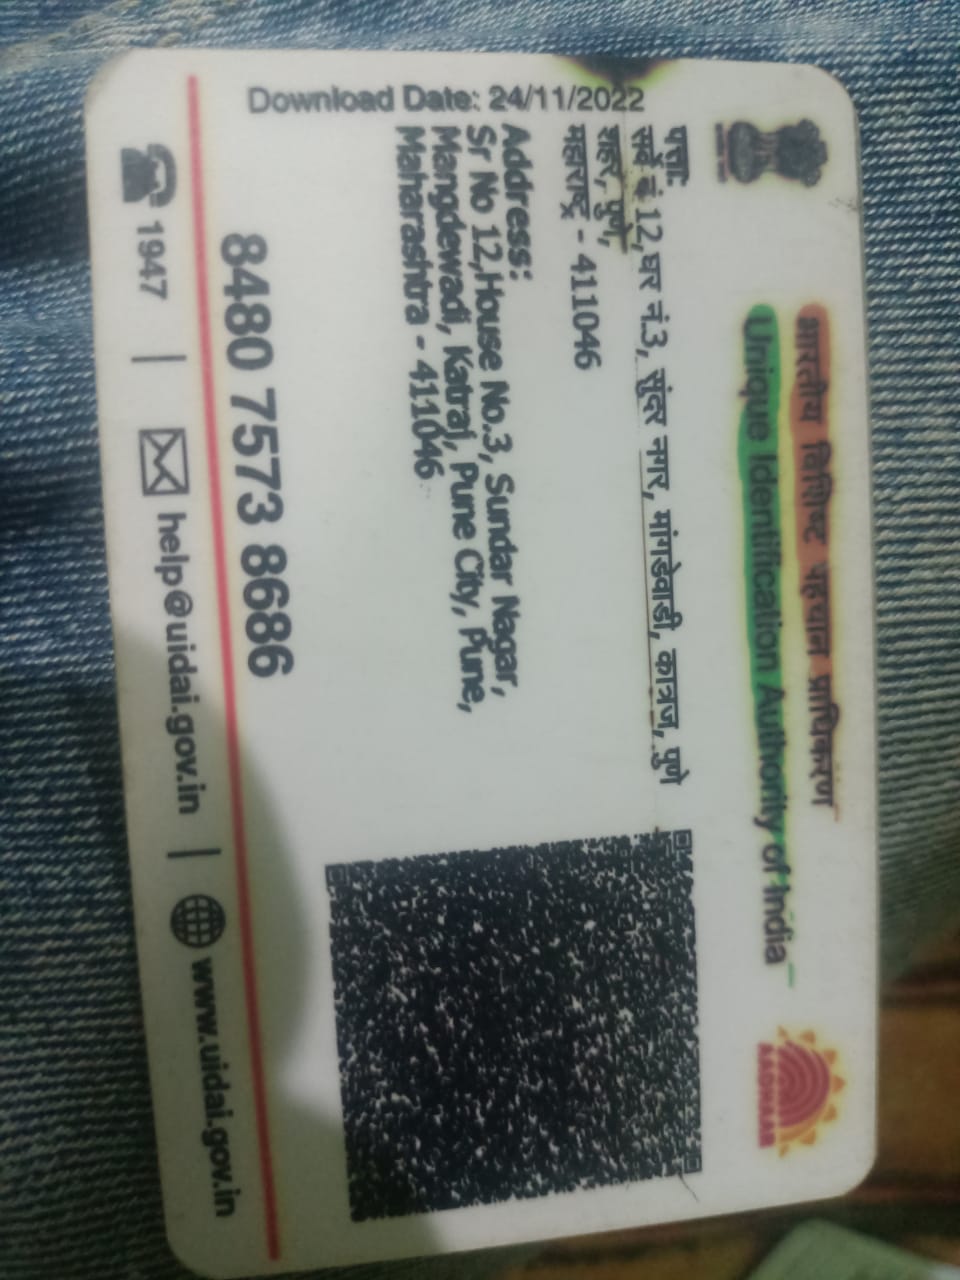 भारतीय विशिष्ट पहचान प्राधिकरण
Unique Identification Authority of India
AADHAAR
Download Date: 24/11/2022
पत्ता:
सर्वे नं 12, घर नं.3, सुंदर नगर, मांगडेवाडी, कात्रज, पुणे
शहर, पुणे,
महाराष्ट्र - 411046
Address:
Sr No 12,House No.3, Sundar Nagar,
Mangdewadi, Katraj, Pune City, Pune,
Maharashtra - 411046
8480 7573 8686
1947 | help@uidai.gov.in | www.uidai.gov.in